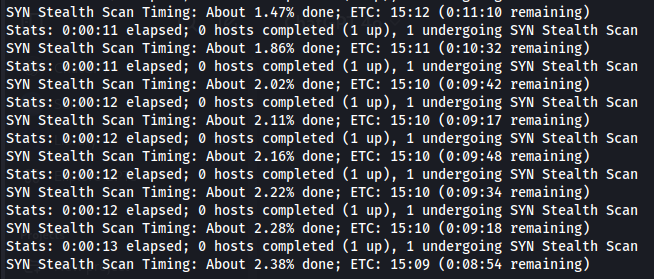 SYN Stealth Scan Timing: About 1.47% done; ETC: 15:12 (0:11:10 remaining)
Stats: 0:00:11 elapsed; 0 hosts completed (1 up), 1 undergoing SYN Stealth Scan
SYN Stealth Scan Timing: About 1.86% done; ETC: 15:11 (0:10:32 remaining)
Stats: 0:00:11 elapsed; 0 hosts completed (1 up), 1 undergoing SYN Stealth Scan
SYN Stealth Scan Timing: About 2.02% done; ETC: 15:10 (0:09:42 remaining)
Stats: 0:00:12 elapsed; 0 hosts completed (1 up), 1 undergoing SYN Stealth Scan
SYN Stealth Scan Timing: About 2.11% done; ETC: 15:10 (0:09:17 remaining)
Stats: 0:00:12 elapsed; 0 hosts completed (1 up), 1 undergoing SYN Stealth Scan
SYN Stealth Scan Timing: About 2.16% done; ETC: 15:10 (0:09:48 remaining)
Stats: 0:00:12 elapsed; 0 hosts completed (1 up), 1 undergoing SYN Stealth Scan
SYN Stealth Scan Timing: About 2.22% done; ETC: 15:10 (0:09:34 remaining)
Stats: 0:00:12 elapsed; 0 hosts completed (1 up), 1 undergoing SYN Stealth Scan
SYN Stealth Scan Timing: About 2.28% done; ETC: 15:10 (0:09:18 remaining)
Stats: 0:00:13 elapsed; 0 hosts completed (1 up), 1 undergoing SYN Stealth Scan
SYN Stealth Scan Timing: About 2.38% done; ETC: 15:09 (0:08:54 remaining)